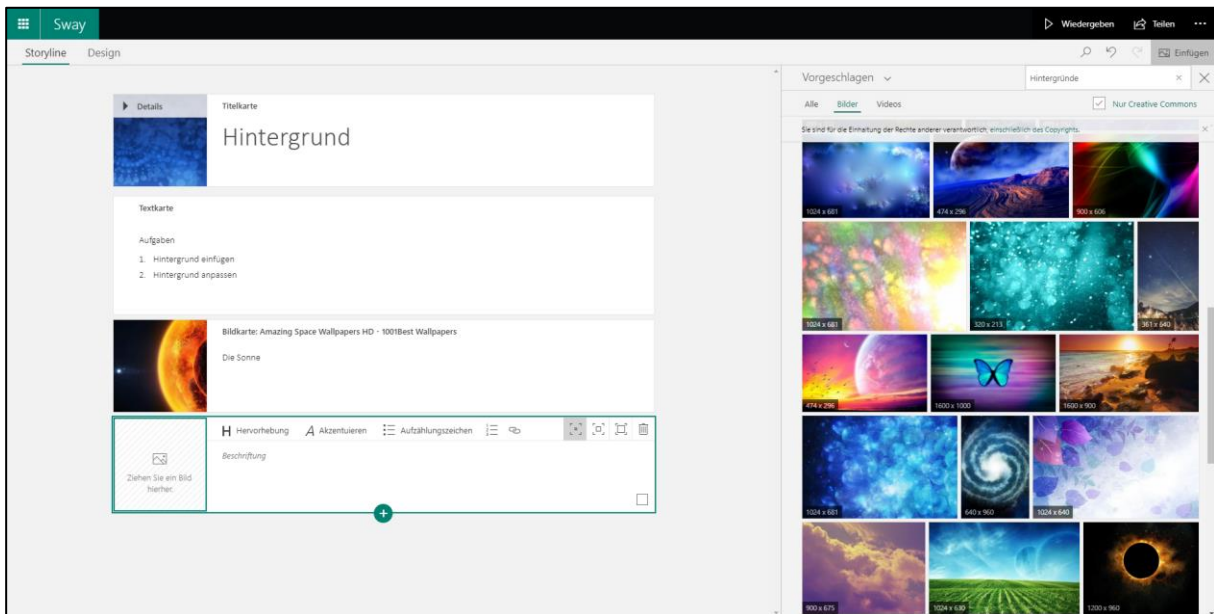 Sway
Wiedergeben
Teilen
Storyline
Design
Einfügen
Vorgeschlagen
Hintergründe
Alle
Bilder
Videos
Nur Creative Commons
Sie sind für die Einhaltung der Rechte anderer verantwortlich, einschließlich des Copyrights.
Details
Titelkarte
Hintergrund
Textkarte
Aufgaben
1. Hintergrund einfügen
2. Hintergrund anpassen
Bildkarte: Amazing Space Wallpapers HD - 1001Best Wallpapers
Die Sonne
H Hervorhebung
A Akzentuieren
Aufzählungszeichen
Beschriftung
Ziehen Sie ein Bild
hierher.
1024 x 681
474 x 296
900 x 606
1024 x 681
320 x 213
361 x 640
474 x 296
1600 x 1000
1600 x 900
1024 x 681
640 x 960
1024 x 640
900 x 675
1024 x 630
1200 x 960